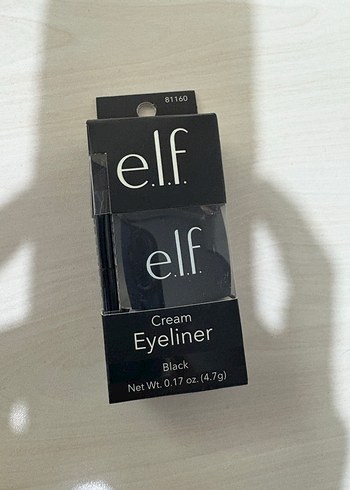 81160
e.l.f.
e.l.f.
Cream
Eyeliner
Black
Net Wt. 0.17 oz. (4.7g)